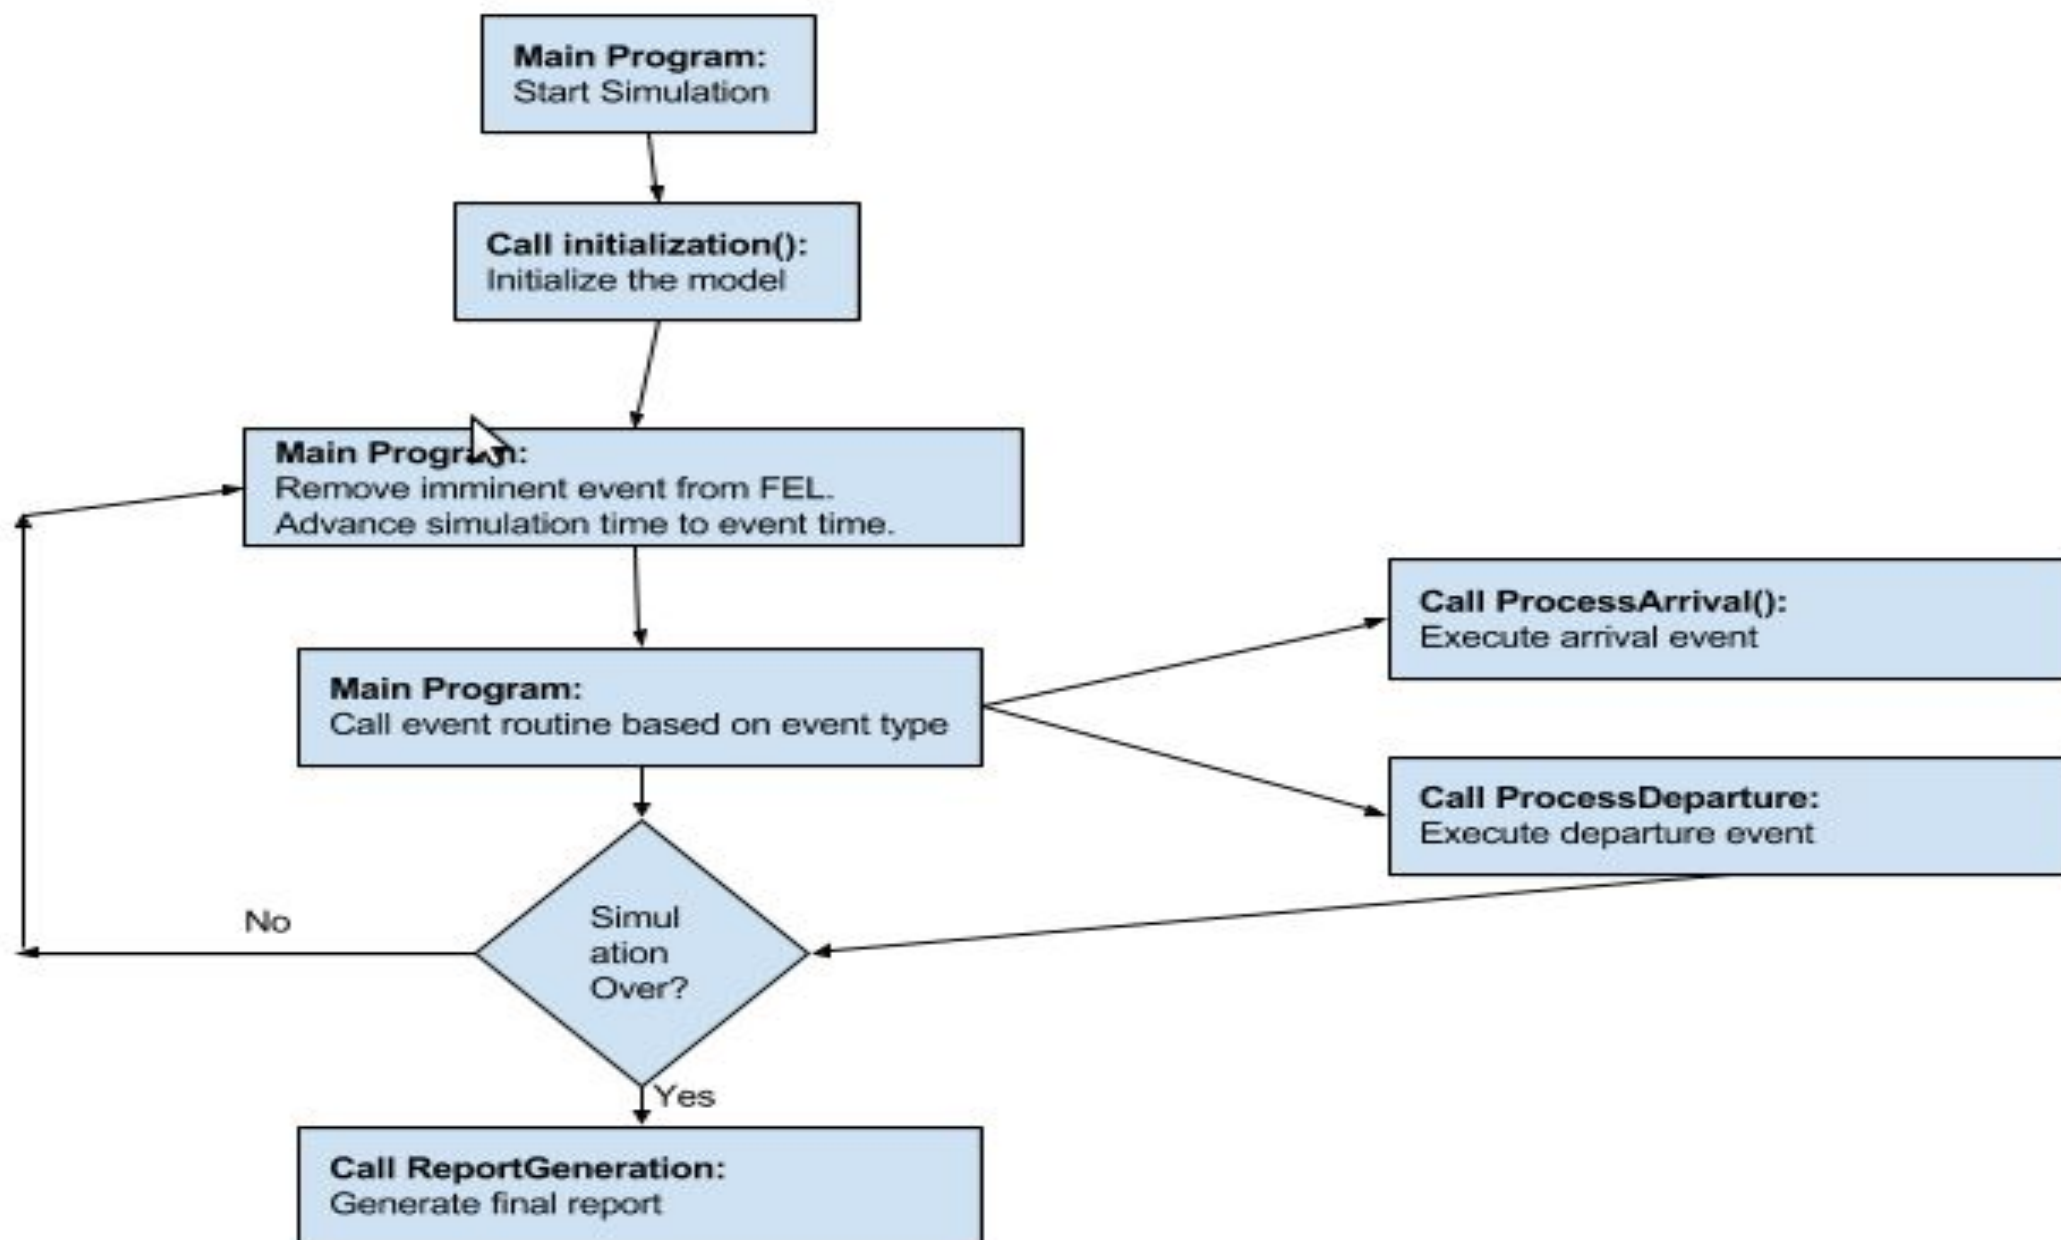 Main Program:
Start Simulation
Call initialization():
Initialize the model
Main Program:
Remove imminent event from FEL.
Advance simulation time to event time.
Main Program:
Call event routine based on event type
Call ProcessArrival():
Execute arrival event
Call ProcessDeparture:
Execute departure event
Simul
ation
Over?
No
Yes
Call ReportGeneration:
Generate final report